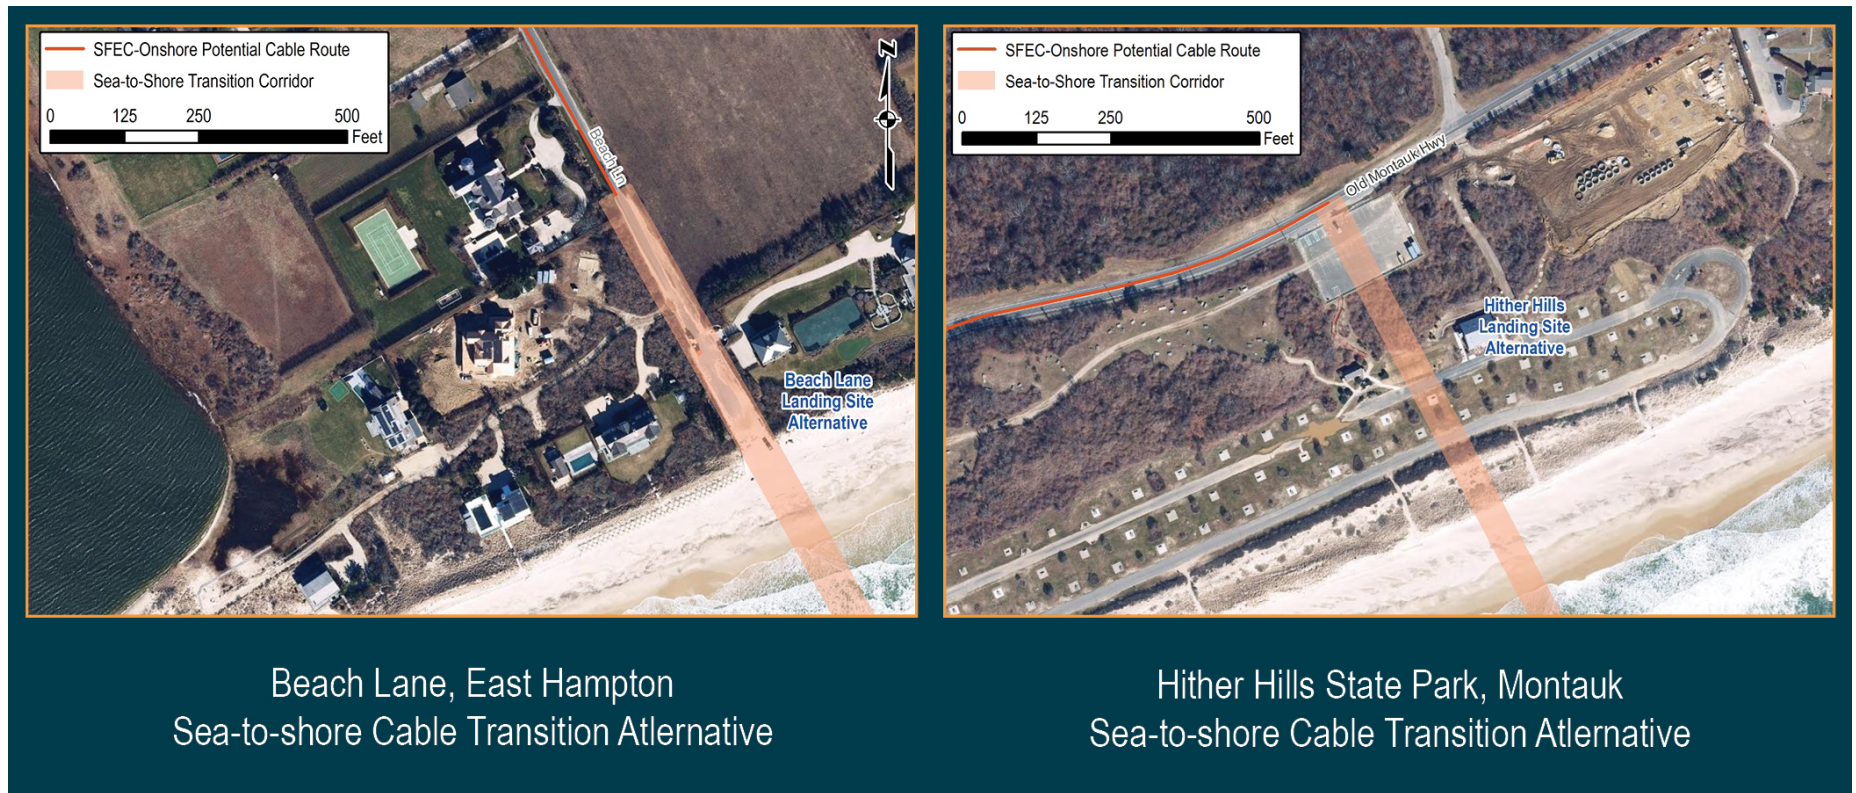 SFEC-Onshore Potential Cable Route
Sea-to-Shore Transition Corridor
0 125 250 500
Feet
N
Beach Ln
Beach Lane
Landing Site
Alternative
Beach Lane, East Hampton
Sea-to-shore Cable Transition Atlernative
SFEC-Onshore Potential Cable Route
Sea-to-Shore Transition Corridor
0 125 250 500
Feet
Old Montauk Hwy
Hither Hills
Landing Site
Alternative
Hither Hills State Park, Montauk
Sea-to-shore Cable Transition Atlernative